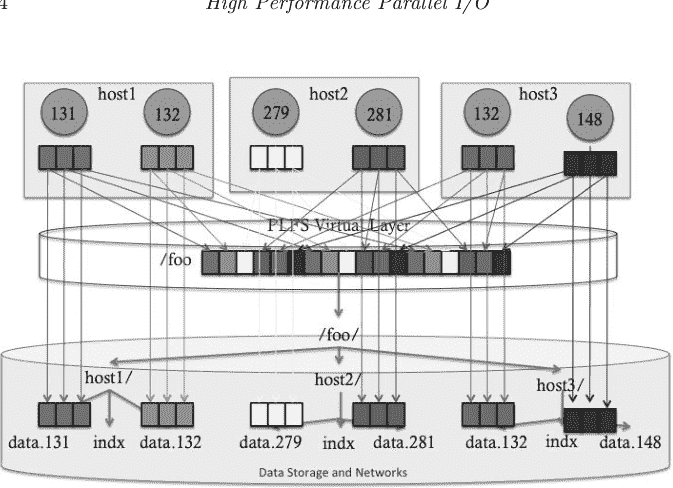 4 High Performance Parallel I/O
host1 host2 host3
131 132 279 281 132 148
PLFS Virtual Layer
/foo
/foo/
host1/ host2/ host3/
data.131 indx data.132 data.279 indx data.281 data.132 indx data.148
Data Storage and Networks